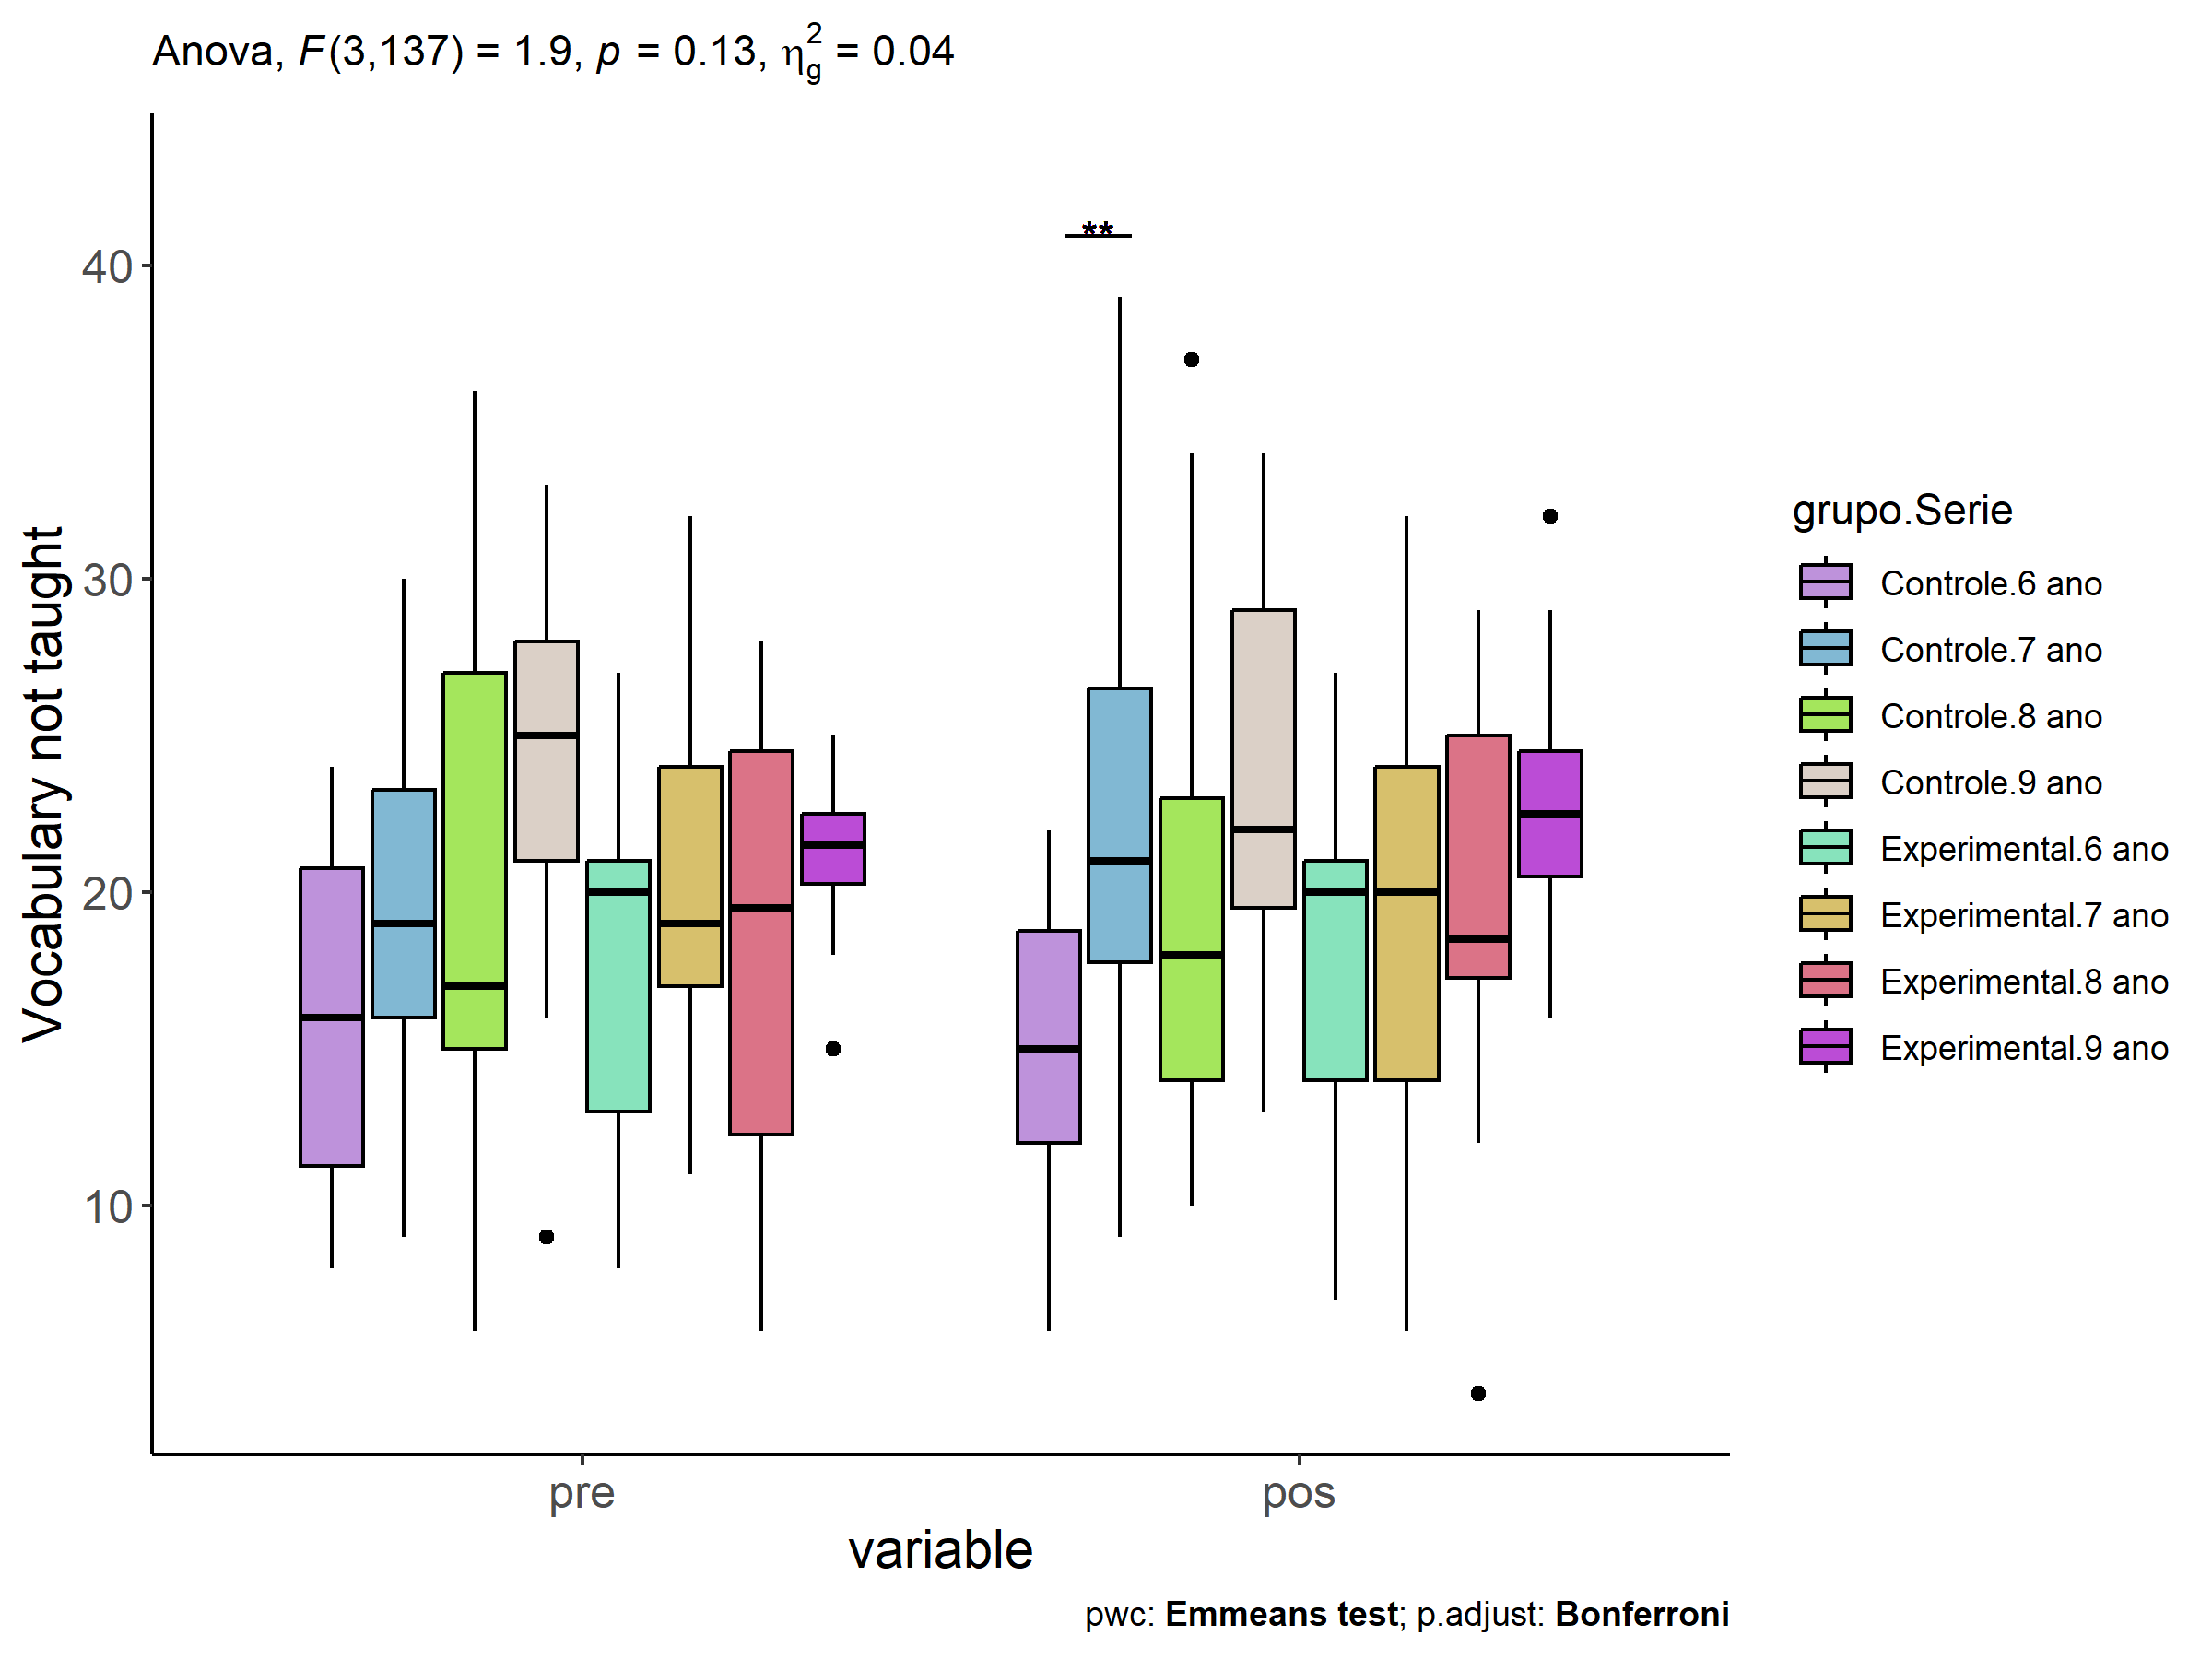 Anova, F(3,137) = 1.9, p = 0.13, η²g = 0.04
**
Vocabulary not taught
40
30
20
10
pre
pos
variable
grupo.Serie
Controle.6 ano
Controle.7 ano
Controle.8 ano
Controle.9 ano
Experimental.6 ano
Experimental.7 ano
Experimental.8 ano
Experimental.9 ano
pwc: Emmeans test; p.adjust: Bonferroni